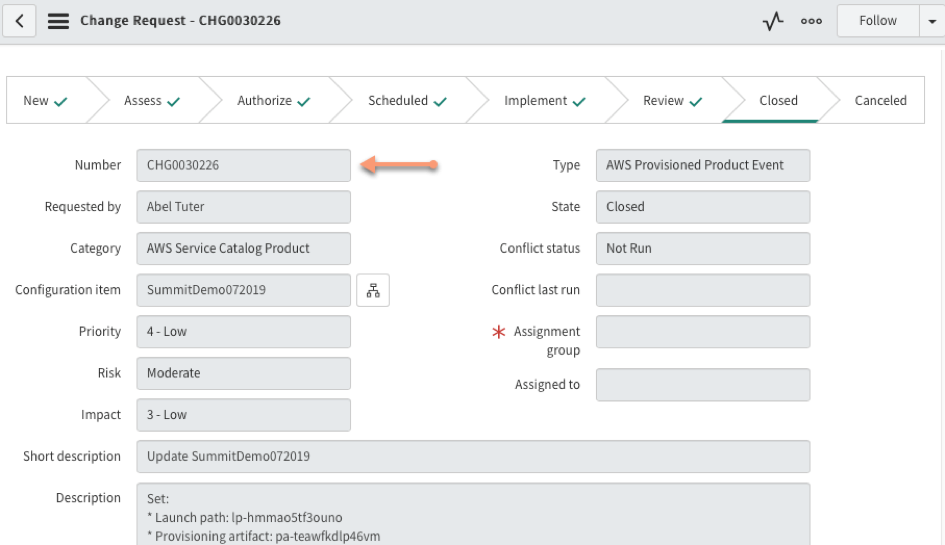 Change Request - CHG0030226
Follow
New Assess Authorize Scheduled Implement Review Closed Canceled
Number CHG0030226 Type AWS Provisioned Product Event
Requested by Abel Tuter State Closed
Category AWS Service Catalog Product Conflict status Not Run
Configuration item SummitDemo072019 Conflict last run
Priority 4 - Low Assignment
group
Risk Moderate Assigned to
Impact 3 - Low
Short description Update SummitDemo072019
Description Set:
* Launch path: lp-hmmao5tf3ouno
* Provisioning artifact: pa-teawfkdlp46vm